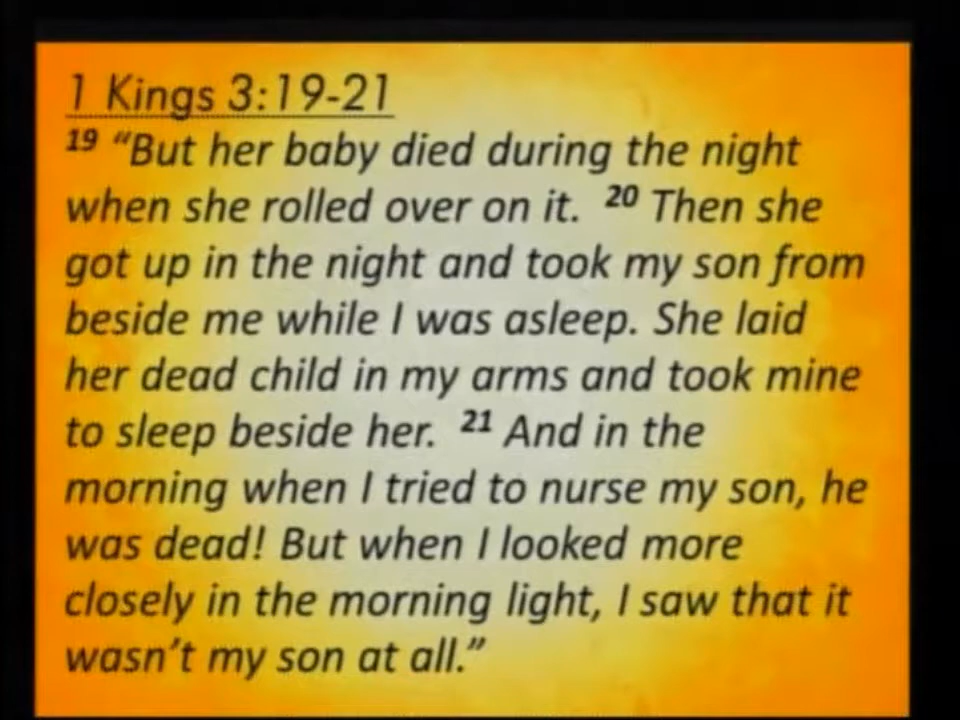 1 Kings 3:19-21
19 “But her baby died during the night
when she rolled over on it. 20 Then she
got up in the night and took my son from
beside me while I was asleep. She laid
her dead child in my arms and took mine
to sleep beside her. 21 And in the
morning when I tried to nurse my son, he
was dead! But when I looked more
closely in the morning light, I saw that it
wasn’t my son at all.”